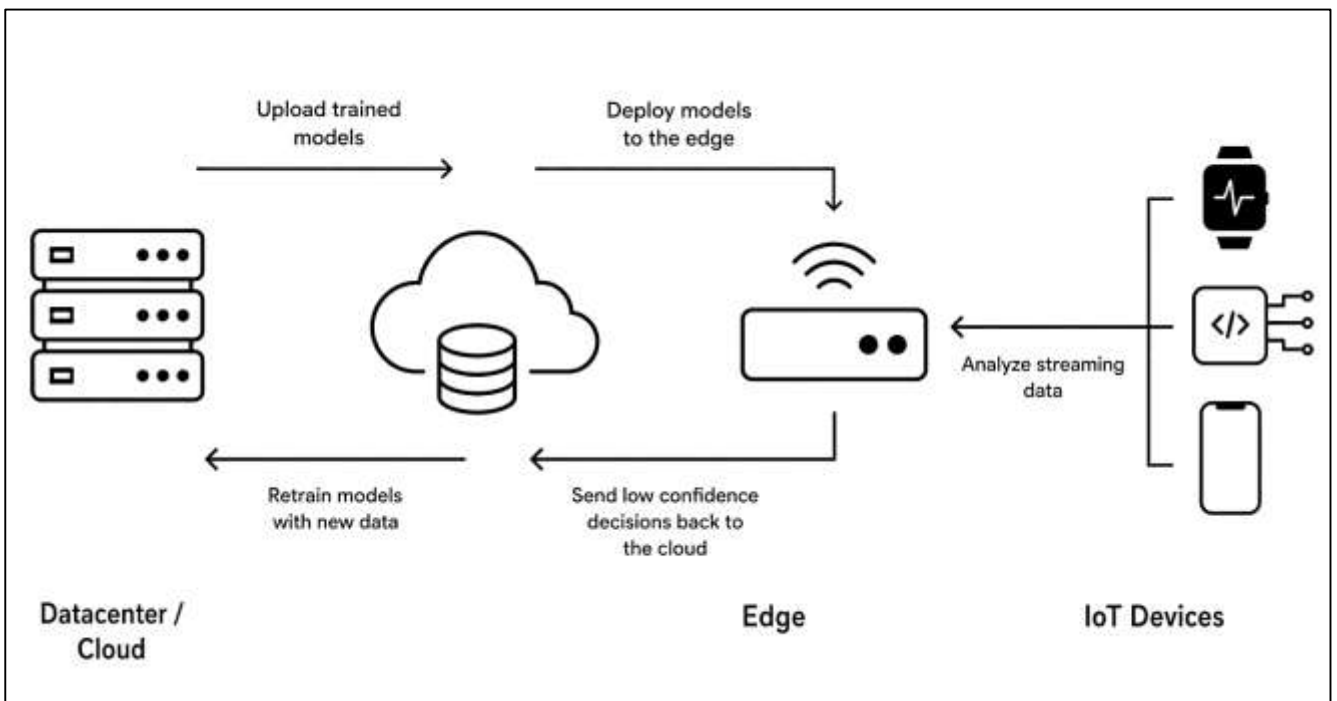 Upload trained
models
Deploy models
to the edge
</>
Analyze streaming
data
Retrain models
with new data
Send low confidence
decisions back to
the cloud
Datacenter /
Cloud
Edge
IoT Devices